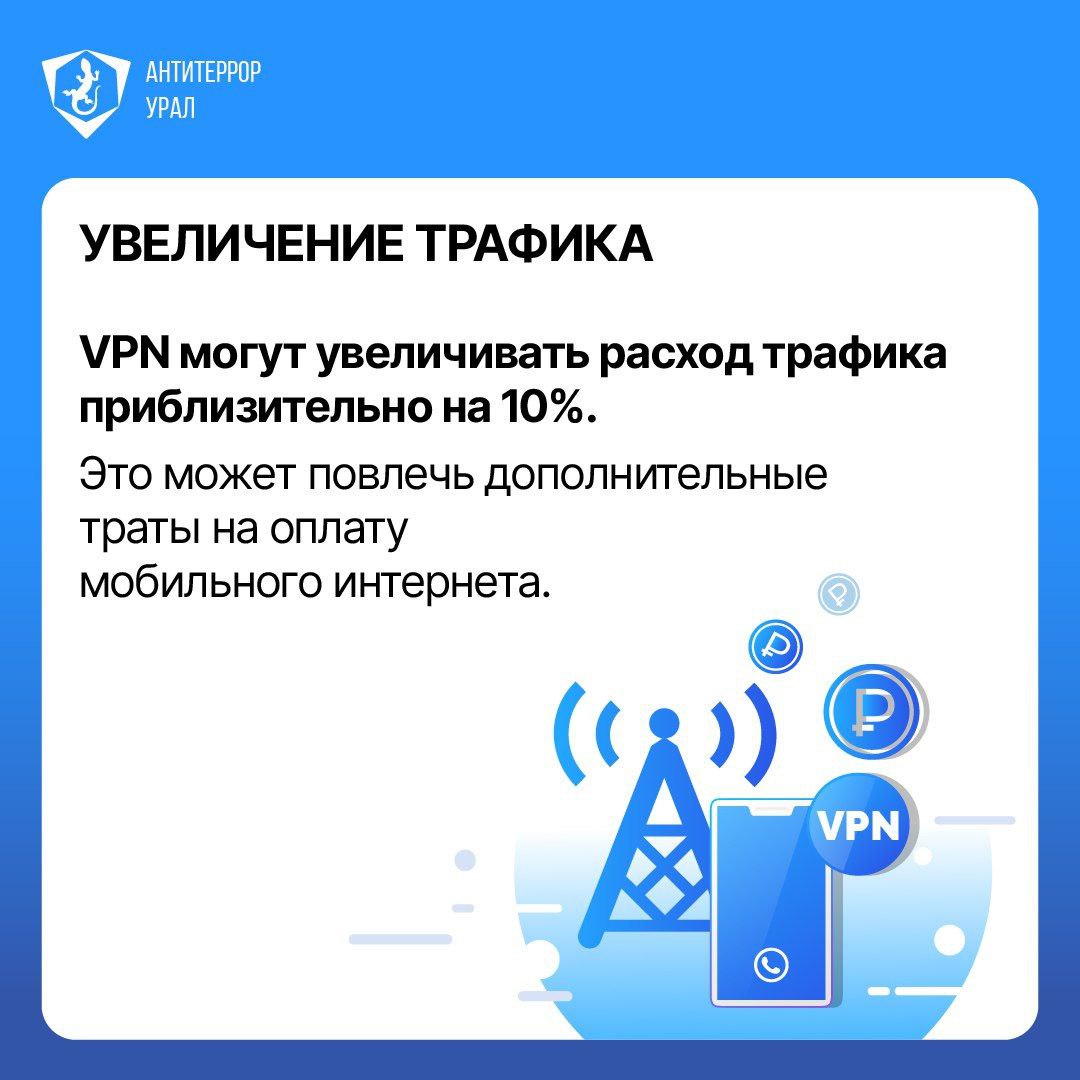 АНТИТЕРРОР
УРАЛ
УВЕЛИЧЕНИЕ ТРАФИКА
VPN могут увеличивать расход трафика
приблизительно на 10%.
Это может повлечь дополнительные
траты на оплату
мобильного интернета.
VPN